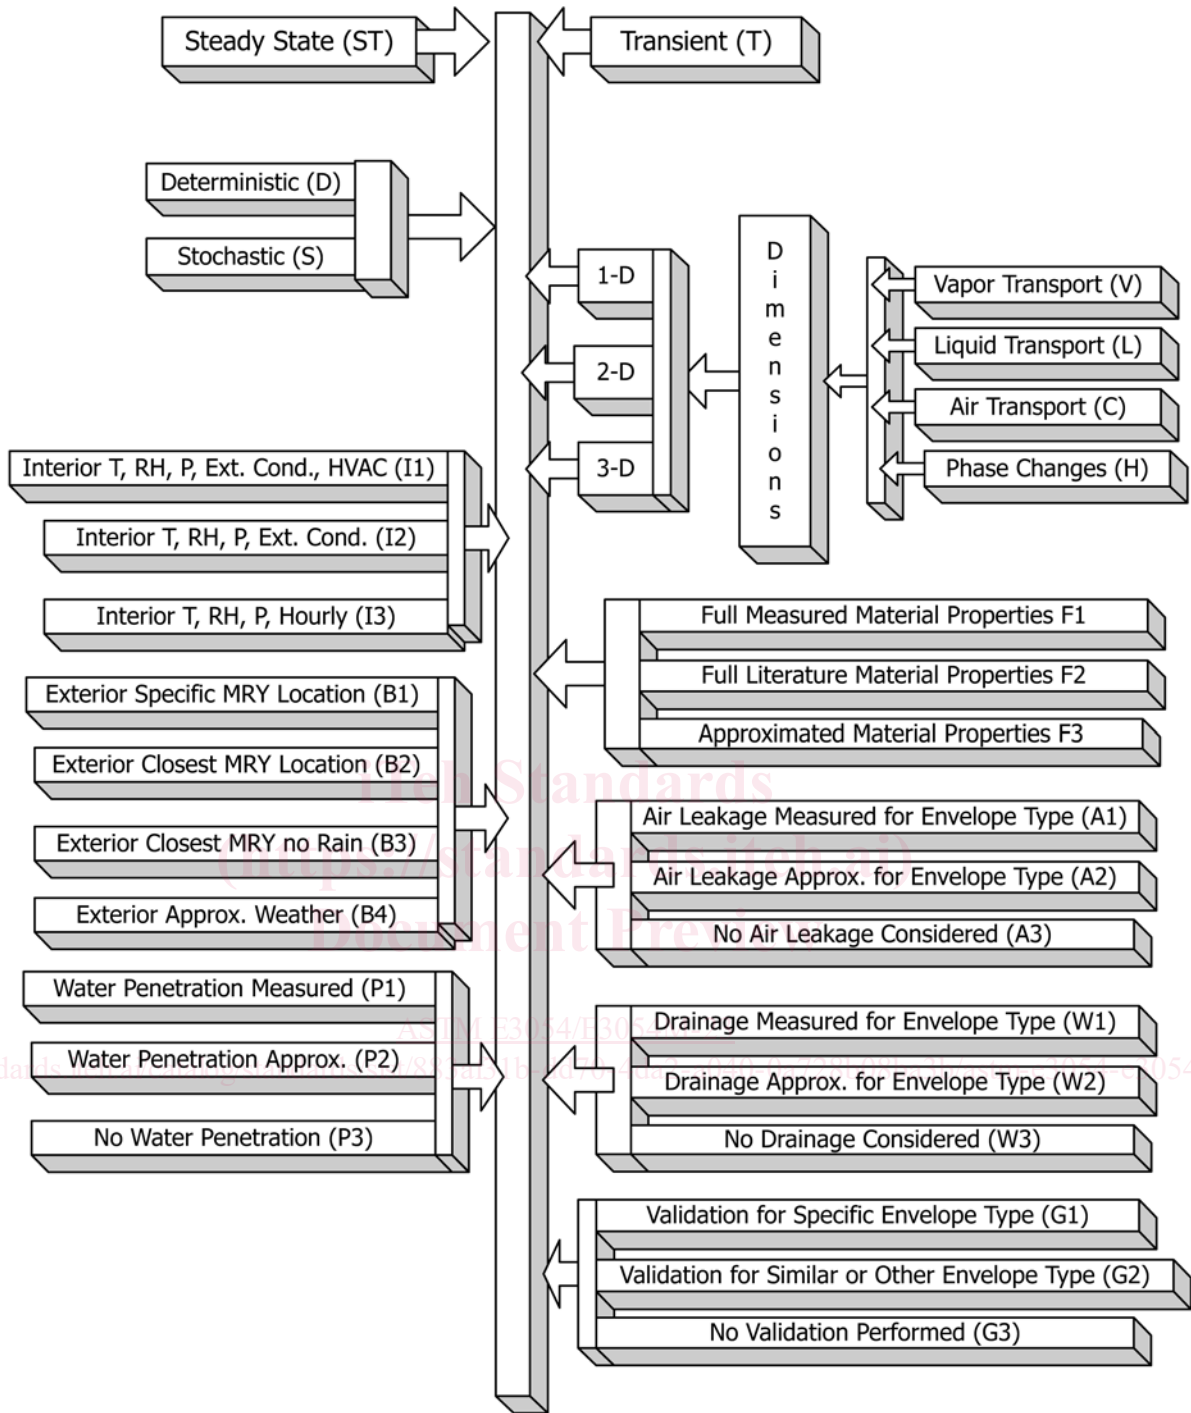 Steady State (ST)
Transient (T)
Deterministic (D)
Stochastic (S)
1-D
2-D
3-D
Dimensions
Vapor Transport (V)
Liquid Transport (L)
Air Transport (C)
Phase Changes (H)
Interior T, RH, P, Ext. Cond., HVAC (I1)
Interior T, RH, P, Ext. Cond. (I2)
Interior T, RH, P, Hourly (I3)
Full Measured Material Properties F1
Full Literature Material Properties F2
Approximated Material Properties F3
Exterior Specific MRY Location (B1)
Exterior Closest MRY Location (B2)
Exterior Closest MRY no Rain (B3)
Exterior Approx. Weather (B4)
iTeh Standards
(https://standards.iteh.ai)
Document Preview
Air Leakage Measured for Envelope Type (A1)
Air Leakage Approx. for Envelope Type (A2)
No Air Leakage Considered (A3)
Water Penetration Measured (P1)
Water Penetration Approx. (P2)
No Water Penetration (P3)
ASTM E3054/E3054M
Drainage Measured for Envelope Type (W1)
Drainage Approx. for Envelope Type (W2)
No Drainage Considered (W3)
Validation for Specific Envelope Type (G1)
Validation for Similar or Other Envelope Type (G2)
No Validation Performed (G3)